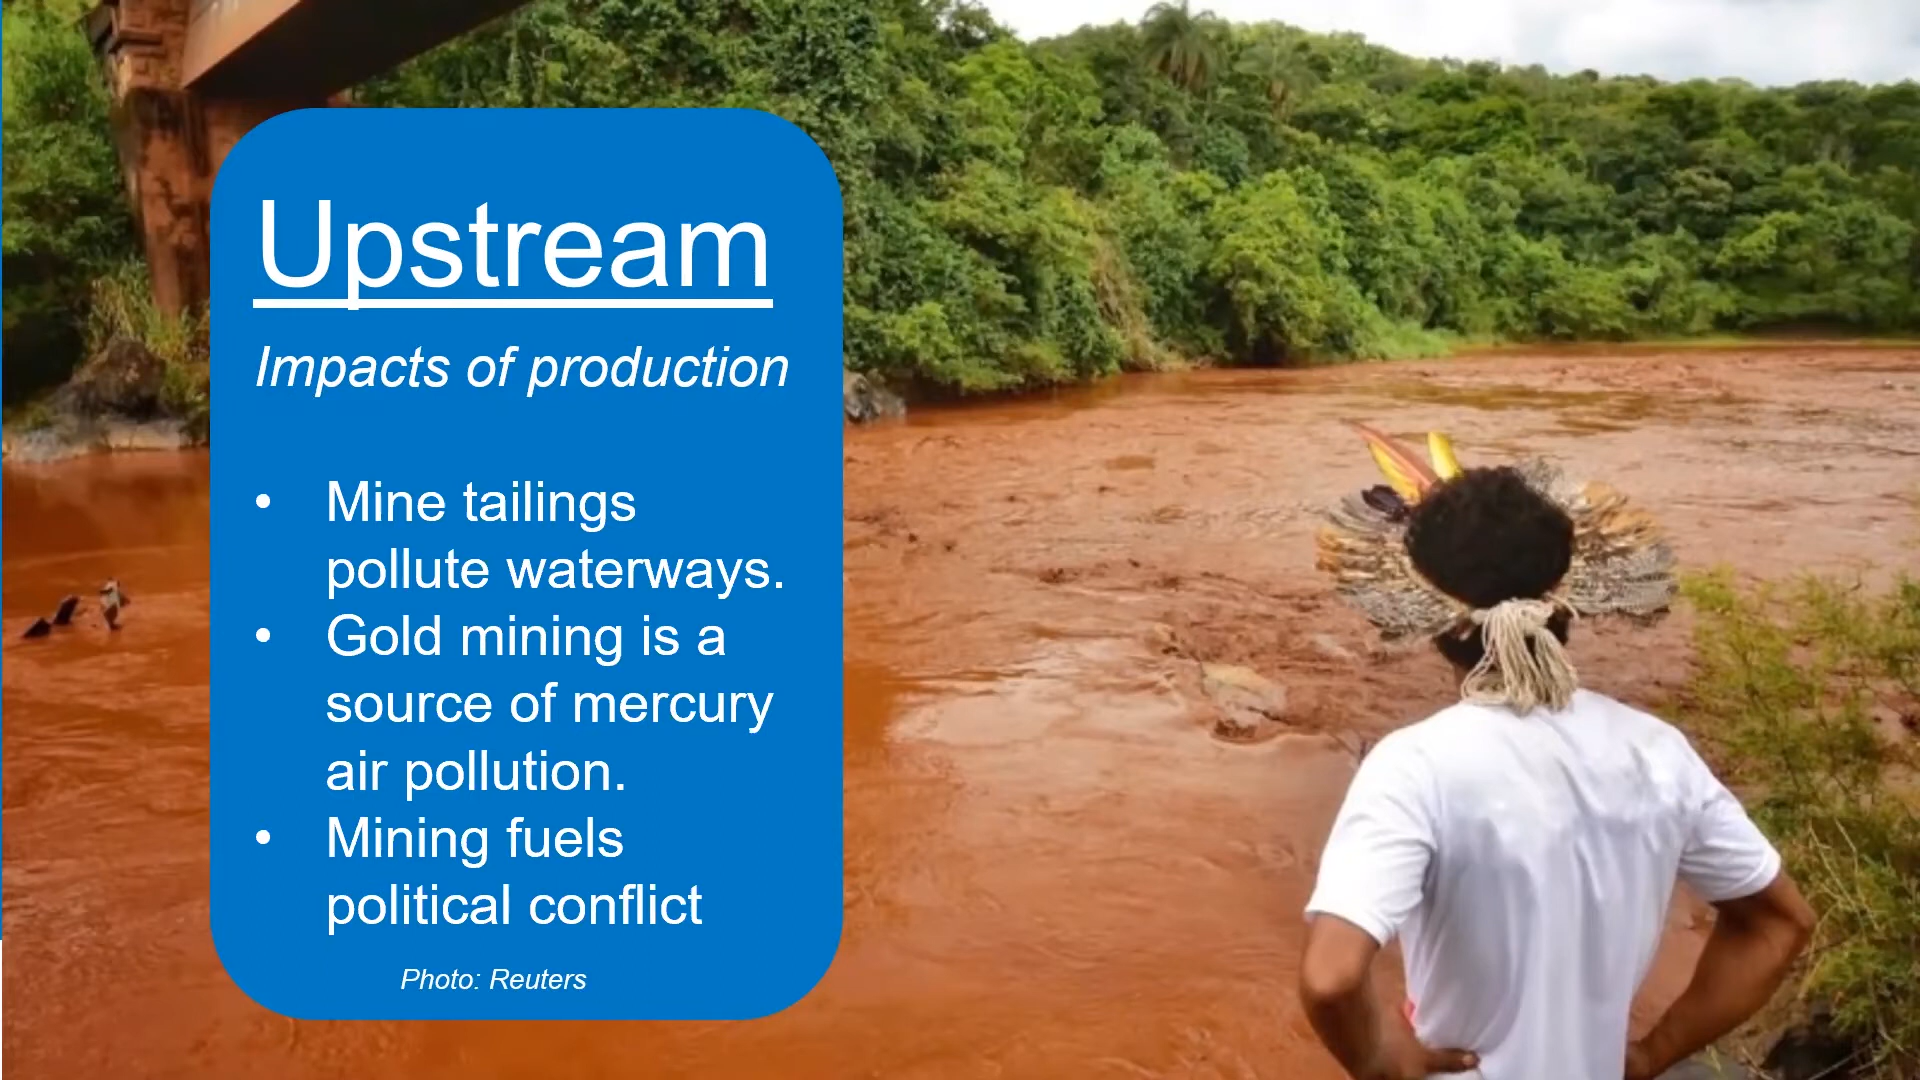 Upstream
Impacts of production
• Mine tailings
pollute waterways.
• Gold mining is a
source of mercury
air pollution.
• Mining fuels
political conflict
Photo: Reuters